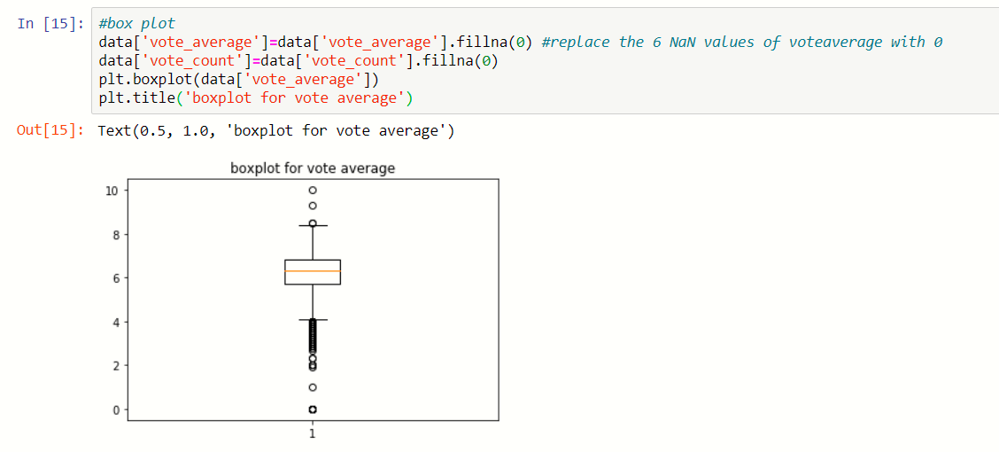 In [15]: #box plot
data['vote_average']=data['vote_average'].fillna(0) #replace the 6 NaN values of voteaverage with 0
data['vote_count']=data['vote_count'].fillna(0)
plt.boxplot(data['vote_average'])
plt.title('boxplot for vote average')
Out[15]: Text(0.5, 1.0, 'boxplot for vote average')
boxplot for vote average
10
8
6
4
2
0
1